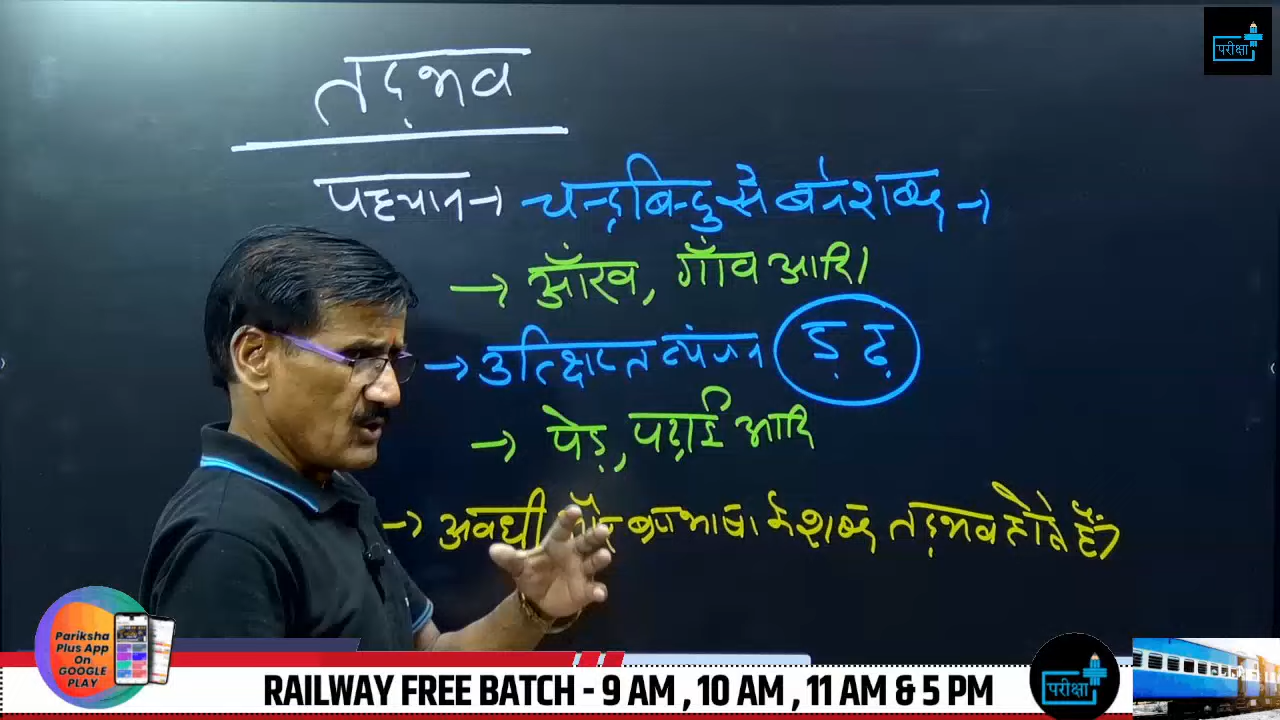 परीक्षा
तद्भव
पहचान → चन्द्रबिन्दु से बने शब्द →
→ आँख, गाँव आदि।
→ उत्क्षिप्त व्यंजन ड़ ढ़
→ पेड़, पढ़ाई आदि
→ अवधी और ब्रजभाषा के शब्द तद्भव होते हैं।
Pariksha
Plus App
On
GOOGLE
PLAY
RAILWAY FREE BATCH - 9 AM , 10 AM , 11 AM & 5 PM
परीक्षा